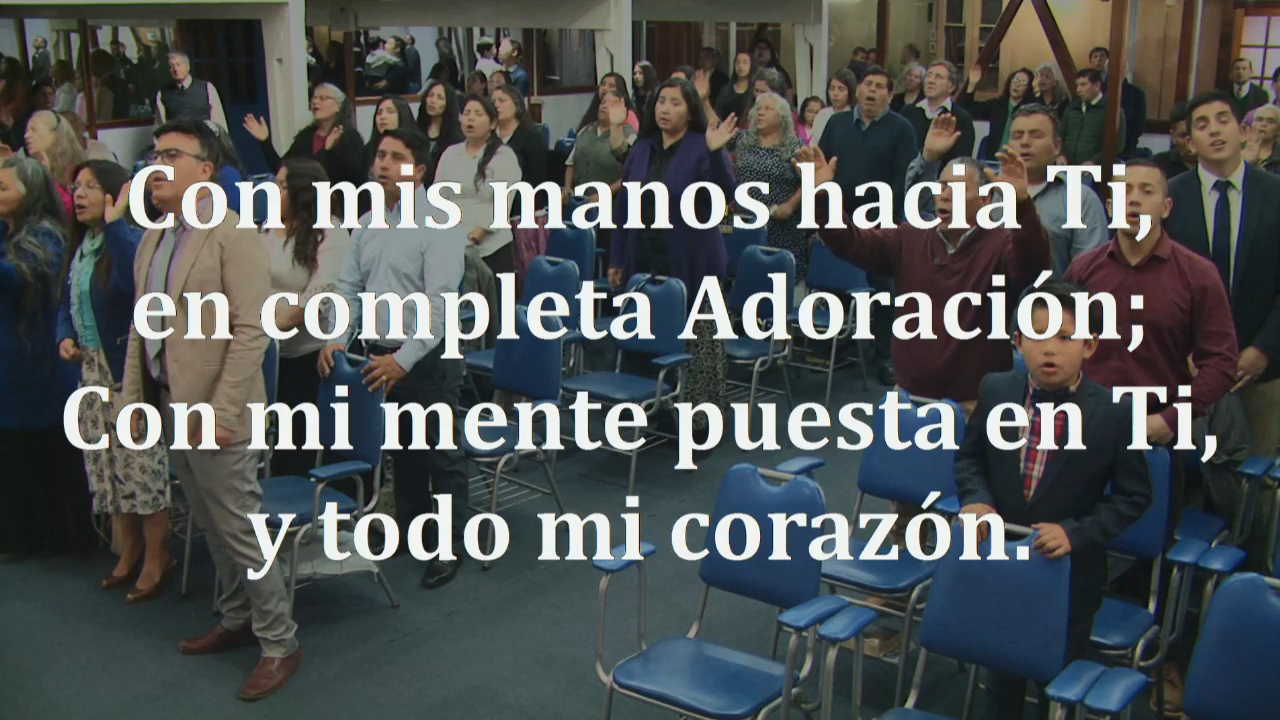 Con mis manos hacia Ti,
en completa Adoración;
Con mi mente puesta en Ti,
y todo mi corazón.